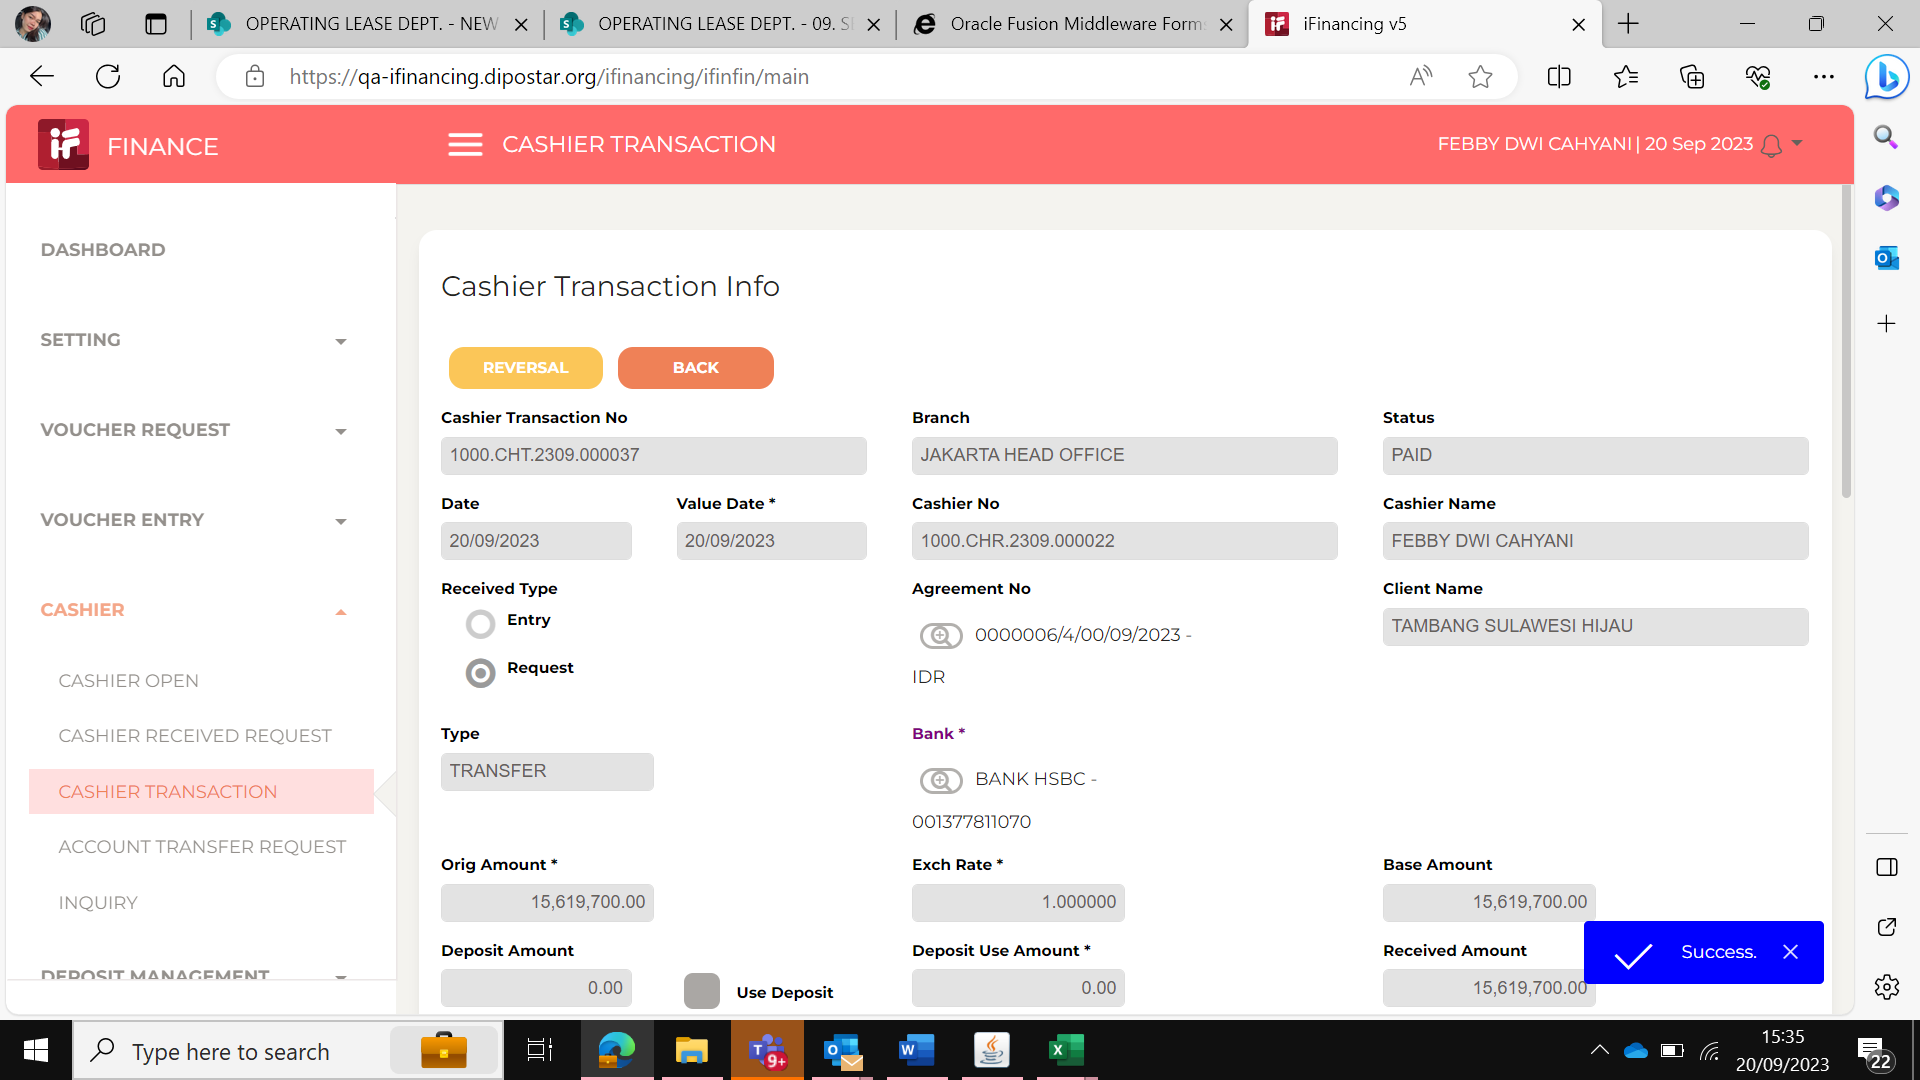 OPERATING LEASE DEPT. - NEW
OPERATING LEASE DEPT. - 09. S
Oracle Fusion Middleware Forms
iFinancing v5
https://qa-ifinancing.dipostar.org/ifinancing/ifinfin/main
iF FINANCE
CASHIER TRANSACTION
FEBBY DWI CAHYANI | 20 Sep 2023
DASHBOARD
SETTING
VOUCHER REQUEST
VOUCHER ENTRY
CASHIER
CASHIER OPEN
CASHIER RECEIVED REQUEST
CASHIER TRANSACTION
ACCOUNT TRANSFER REQUEST
INQUIRY
DEPOSIT MANAGEMENT
Cashier Transaction Info
REVERSAL BACK
Cashier Transaction No Branch Status
1000.CHT.2309.000037 JAKARTA HEAD OFFICE PAID
Date Value Date * Cashier No Cashier Name
20/09/2023 20/09/2023 1000.CHR.2309.000022 FEBBY DWI CAHYANI
Received Type Agreement No Client Name
Entry 0000006/4/00/09/2023 - TAMBANG SULAWESI HIJAU
Request IDR
Type Bank *
TRANSFER BANK HSBC -
001377811070
Orig Amount * Exch Rate * Base Amount
15,619,700.00 1.000000 15,619,700.00
Deposit Amount Deposit Use Amount * Received Amount
0.00 Use Deposit 0.00 15,619,700.00
Success.
Type here to search
9+
15:35
20/09/2023
22